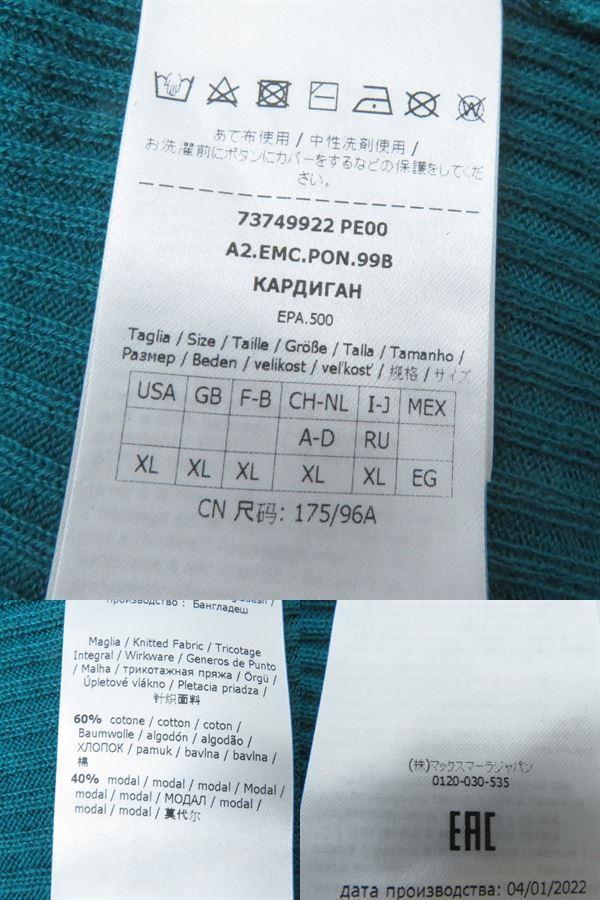 あて布使用 / 中性洗剤使用 /
お洗濯前にボタンにカバーをするなどの保護をしてくだ
さい。
73749922 PE00
A2.EMC.PON.99B
КАРДИГАН
EPA.500
Taglia / Size / Taille / Größe / Talla / Tamanho /
Размер / Beden / velikost / veľkosť / 规格 / サイズ
USA GB F-B CH-NL I-J MEX
A-D RU
XL XL XL XL XL EG
CN 尺码: 175/96A
производство : Бангладеш
Maglia / Knitted Fabric / Tricotage
Integral / Wirkware / Generos de Punto
/ Malha / трикотажная пряжа / Örgü /
Úpletové vlákno / Pletacia priadza /
针织面料
60% cotone / cotton / coton /
Baumwolle / algodón / algodão /
ХЛОПОК / pamuk / bavlna / bavlna /
棉
40% modal / modal / modal / Modal /
modal / modal / МОДАЛ / modal /
modal / modal / 莫代尔
(株)マックスマーラジャパン
0120-030-535
EAC
дата производства: 04/01/2022